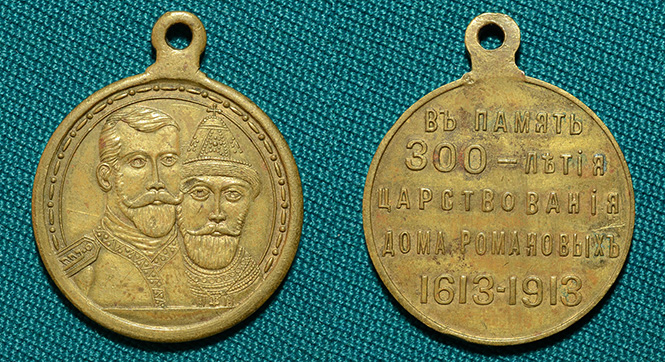 ВЪ ПАМЯТЬ
300-ЛѢТІЯ
ЦАРСТВОВАНІЯ
ДОМА РОМАНОВЫХЪ
1613-1913